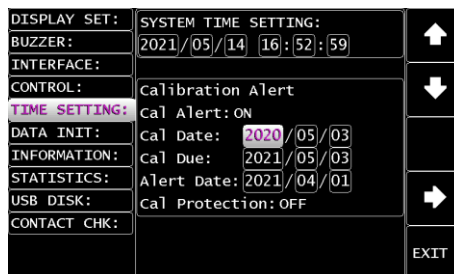 DISPLAY SET:
BUZZER:
INTERFACE:
CONTROL:
TIME SETTING:
DATA INIT:
INFORMATION:
STATISTICS:
USB DISK:
CONTACT CHK:
SYSTEM TIME SETTING:
2021/05/14 16:52:59
Calibration Alert
Cal Alert:ON
Cal Date: 2020/05/03
Cal Due: 2021/05/03
Alert Date:2021/04/01
Cal Protection:OFF
EXIT